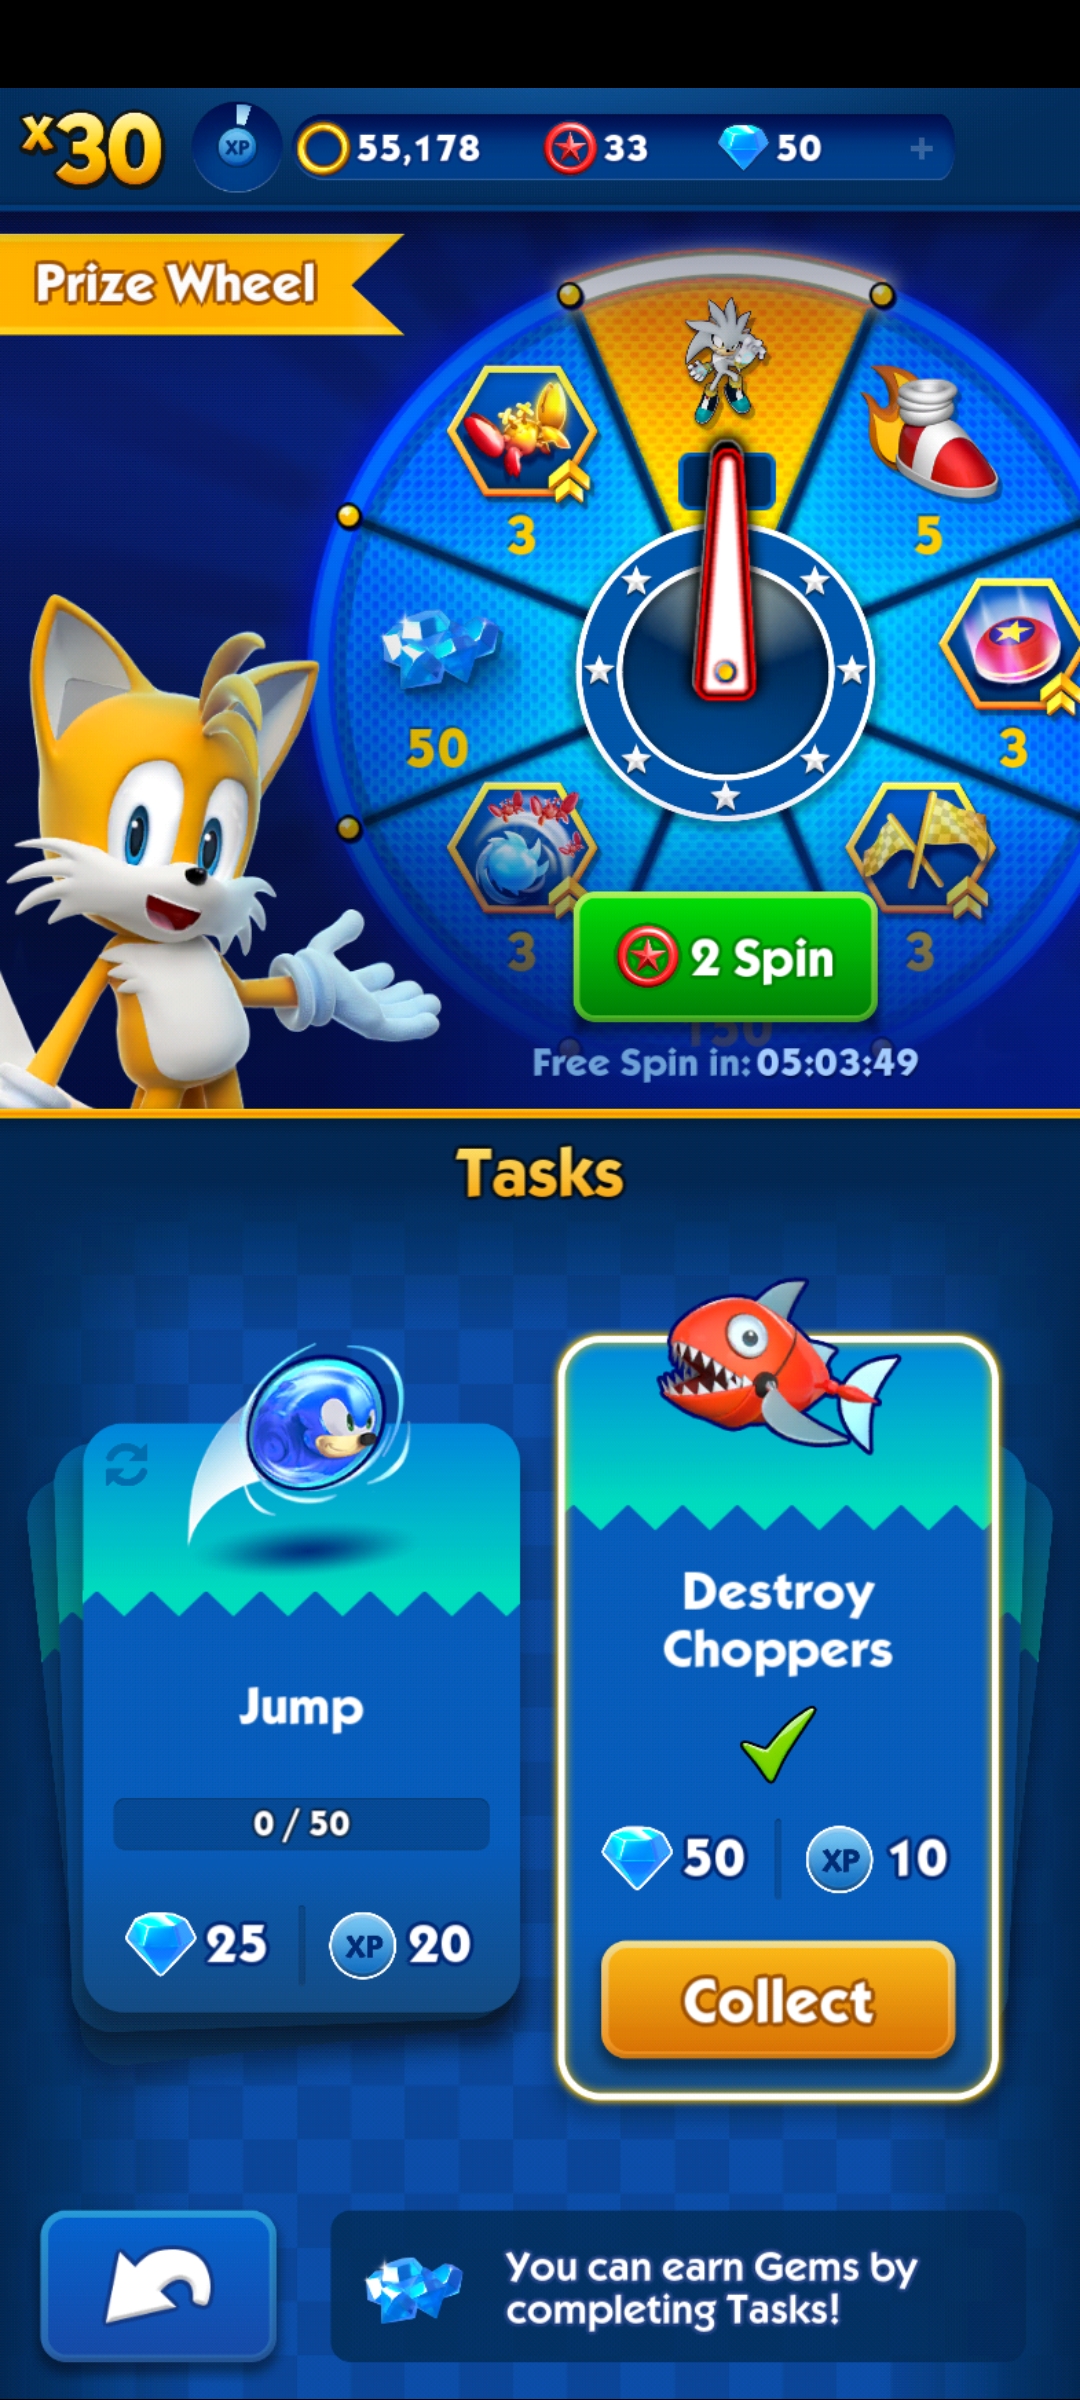 x30
XP
55,178
33
50
+
Prize Wheel
3
5
50
3
3
3
2 Spin
150
Free Spin in: 05:03:49
Tasks
Jump
0 / 50
25
XP
20
Destroy
Choppers
50
XP
10
Collect
You can earn Gems by
completing Tasks!